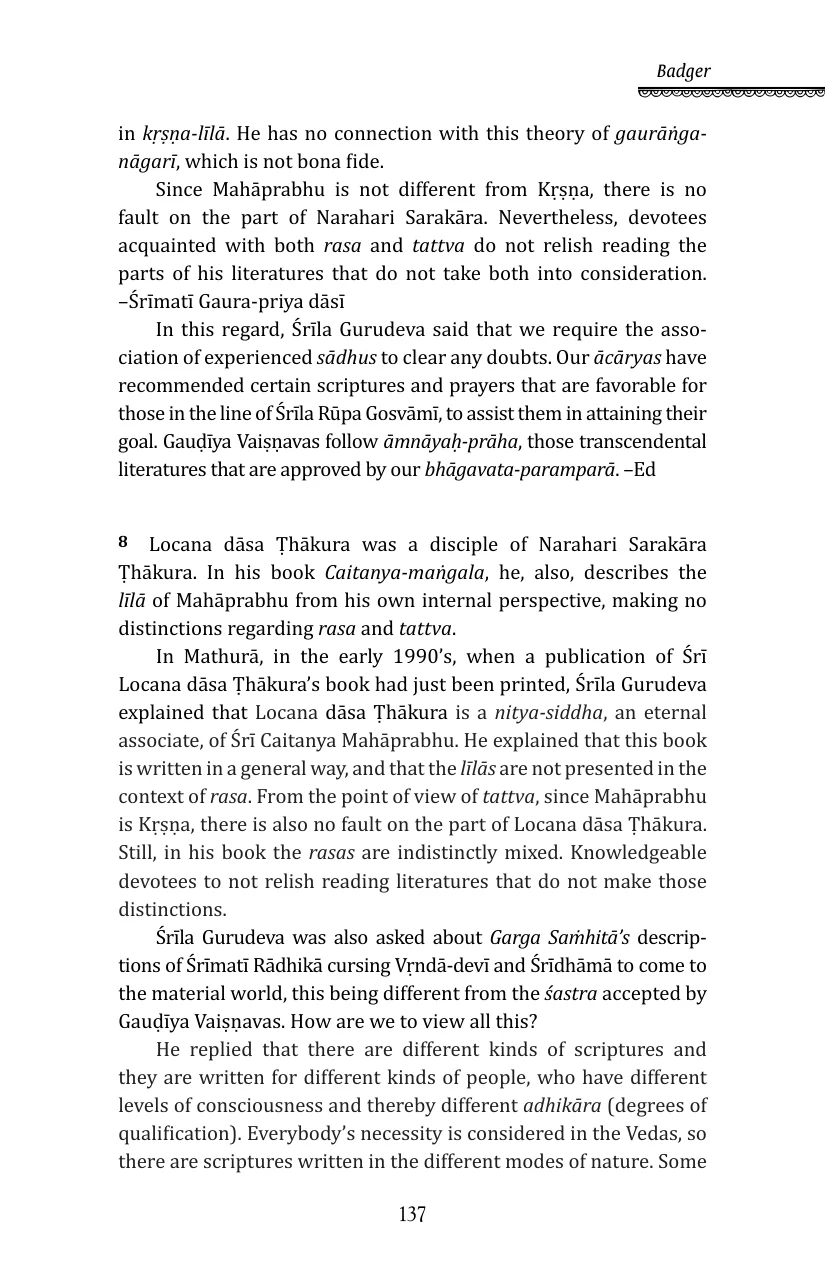 Badger
in kṛṣṇa-līlā. He has no connection with this theory of gaurāṅga-
nāgarī, which is not bona fide.
Since Mahāprabhu is not different from Kṛṣṇa, there is no
fault on the part of Narahari Sarakāra. Nevertheless, devotees
acquainted with both rasa and tattva do not relish reading the
parts of his literatures that do not take both into consideration.
–Śrīmatī Gaura-priya dāsī
In this regard, Śrīla Gurudeva said that we require the asso-
ciation of experienced sādhus to clear any doubts. Our ācāryas have
recommended certain scriptures and prayers that are favorable for
those in the line of Śrīla Rūpa Gosvāmī, to assist them in attaining their
goal. Gauḍīya Vaiṣṇavas follow āmnāyaḥ-prāha, those transcendental
literatures that are approved by our bhāgavata-paramparā. –Ed
8 Locana dāsa Ṭhākura was a disciple of Narahari Sarakāra
Ṭhākura. In his book Caitanya-maṅgala, he, also, describes the
līlā of Mahāprabhu from his own internal perspective, making no
distinctions regarding rasa and tattva.
In Mathurā, in the early 1990’s, when a publication of Śrī
Locana dāsa Ṭhākura’s book had just been printed, Śrīla Gurudeva
explained that Locana dāsa Ṭhākura is a nitya-siddha, an eternal
associate, of Śrī Caitanya Mahāprabhu. He explained that this book
is written in a general way, and that the līlās are not presented in the
context of rasa. From the point of view of tattva, since Mahāprabhu
is Kṛṣṇa, there is also no fault on the part of Locana dāsa Ṭhākura.
Still, in his book the rasas are indistinctly mixed. Knowledgeable
devotees to not relish reading literatures that do not make those
distinctions.
Śrīla Gurudeva was also asked about Garga Saṁhitā’s descrip-
tions of Śrīmatī Rādhikā cursing Vṛndā-devī and Śrīdhāmā to come to
the material world, this being different from the śastra accepted by
Gauḍīya Vaiṣṇavas. How are we to view all this?
He replied that there are different kinds of scriptures and
they are written for different kinds of people, who have different
levels of consciousness and thereby different adhikāra (degrees of
qualification). Everybody’s necessity is considered in the Vedas, so
there are scriptures written in the different modes of nature. Some
137